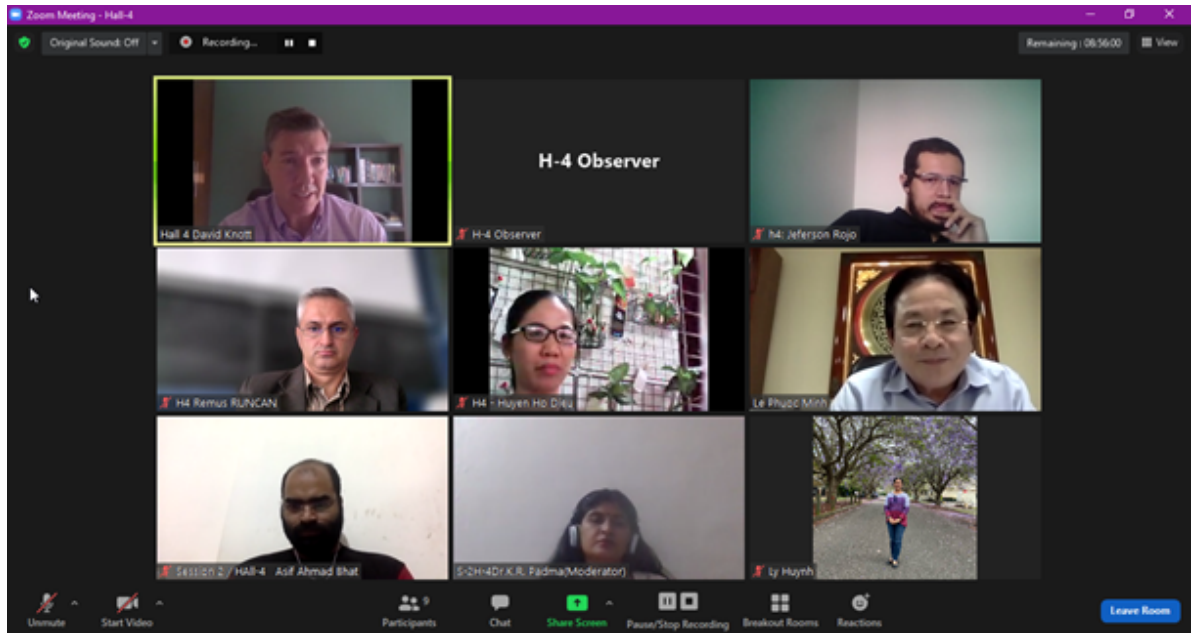 Zoom Meeting - Hall-4
Original Sound: Off
Recording...
Remaining : 08:56:00
View
Hall 4 David Knott
H-4 Observer
H-4 Observer
h4: Jeferson Rojo
H4 Remus RUNCAN
H4 - Huyen Ho Dieu
Le Phuoc Minh
Session 2 / HAll-4 Asif Ahmad Bhat
S-2H-4Dr.K.R. Padma(Moderator)
Ly Huynh
Unmute
Start Video
9
Participants
Chat
Share Screen
Pause/Stop Recording
Breakout Rooms
Reactions
Leave Room